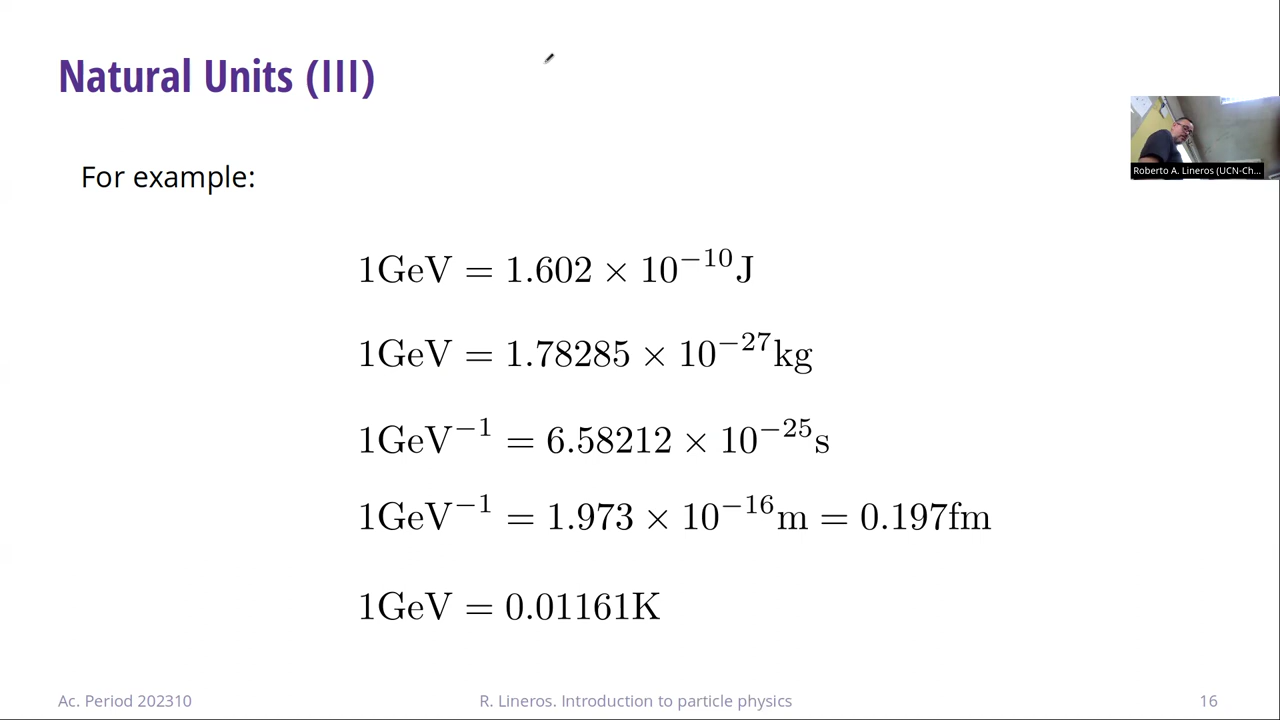 Natural Units (III)
For example:
1GeV = 1.602 × 10⁻¹⁰J
1GeV = 1.78285 × 10⁻²⁷kg
1GeV⁻¹ = 6.58212 × 10⁻²⁵s
1GeV⁻¹ = 1.973 × 10⁻¹⁶m = 0.197fm
1GeV = 0.01161K
Roberto A. Lineros (UCN-Ch...
Ac. Period 202310
R. Lineros. Introduction to particle physics
16